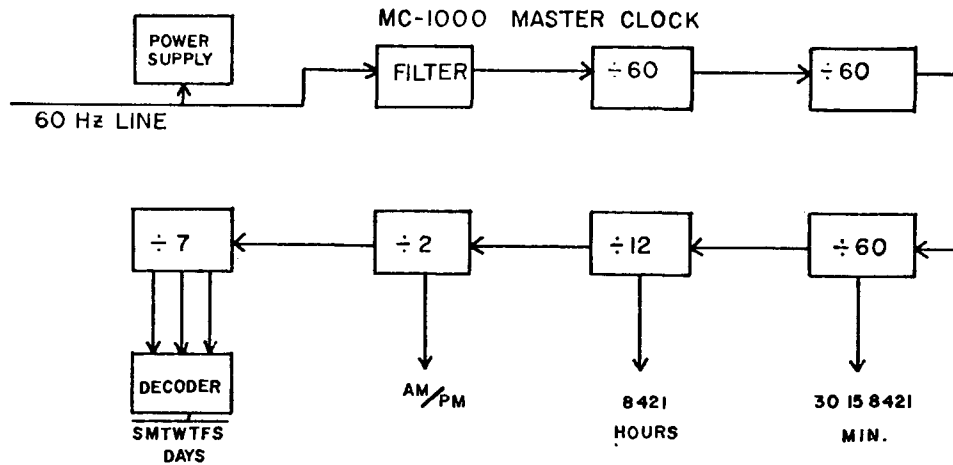 MC-1000 MASTER CLOCK
POWER
SUPPLY
FILTER
÷60
÷60
60 Hz LINE
÷7
÷2
÷12
÷60
DECODER
SMTWTFS
DAYS
AM/PM
8421
HOURS
30 15 8421
MIN.